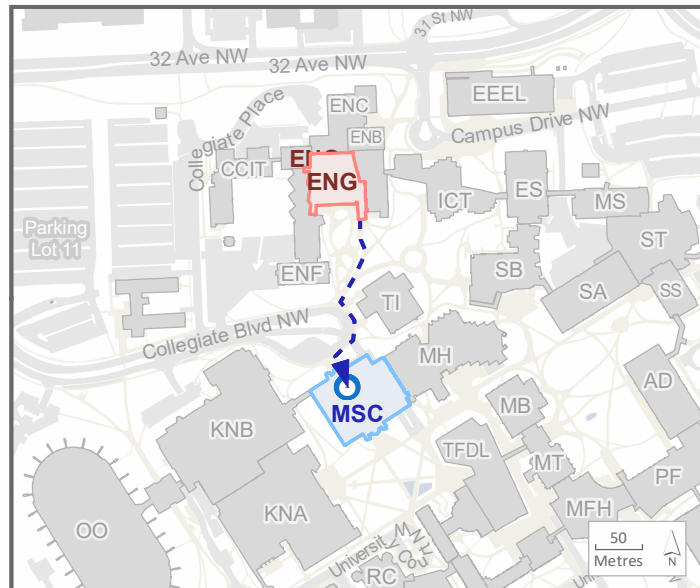 31 St NW
32 Ave NW
32 Ave NW
EEEL
Collegiate Place
ENC
Campus Drive NW
ENB
CCIT
ENG
ES
ICT
MS
Parking
Lot 11
ST
ENF
SB
SA
SS
TI
Collegiate Blvd NW
MH
AD
MSC
MB
KNB
TFDL
MT
PF
OO
KNA
MFH
RC
50
Metres
N